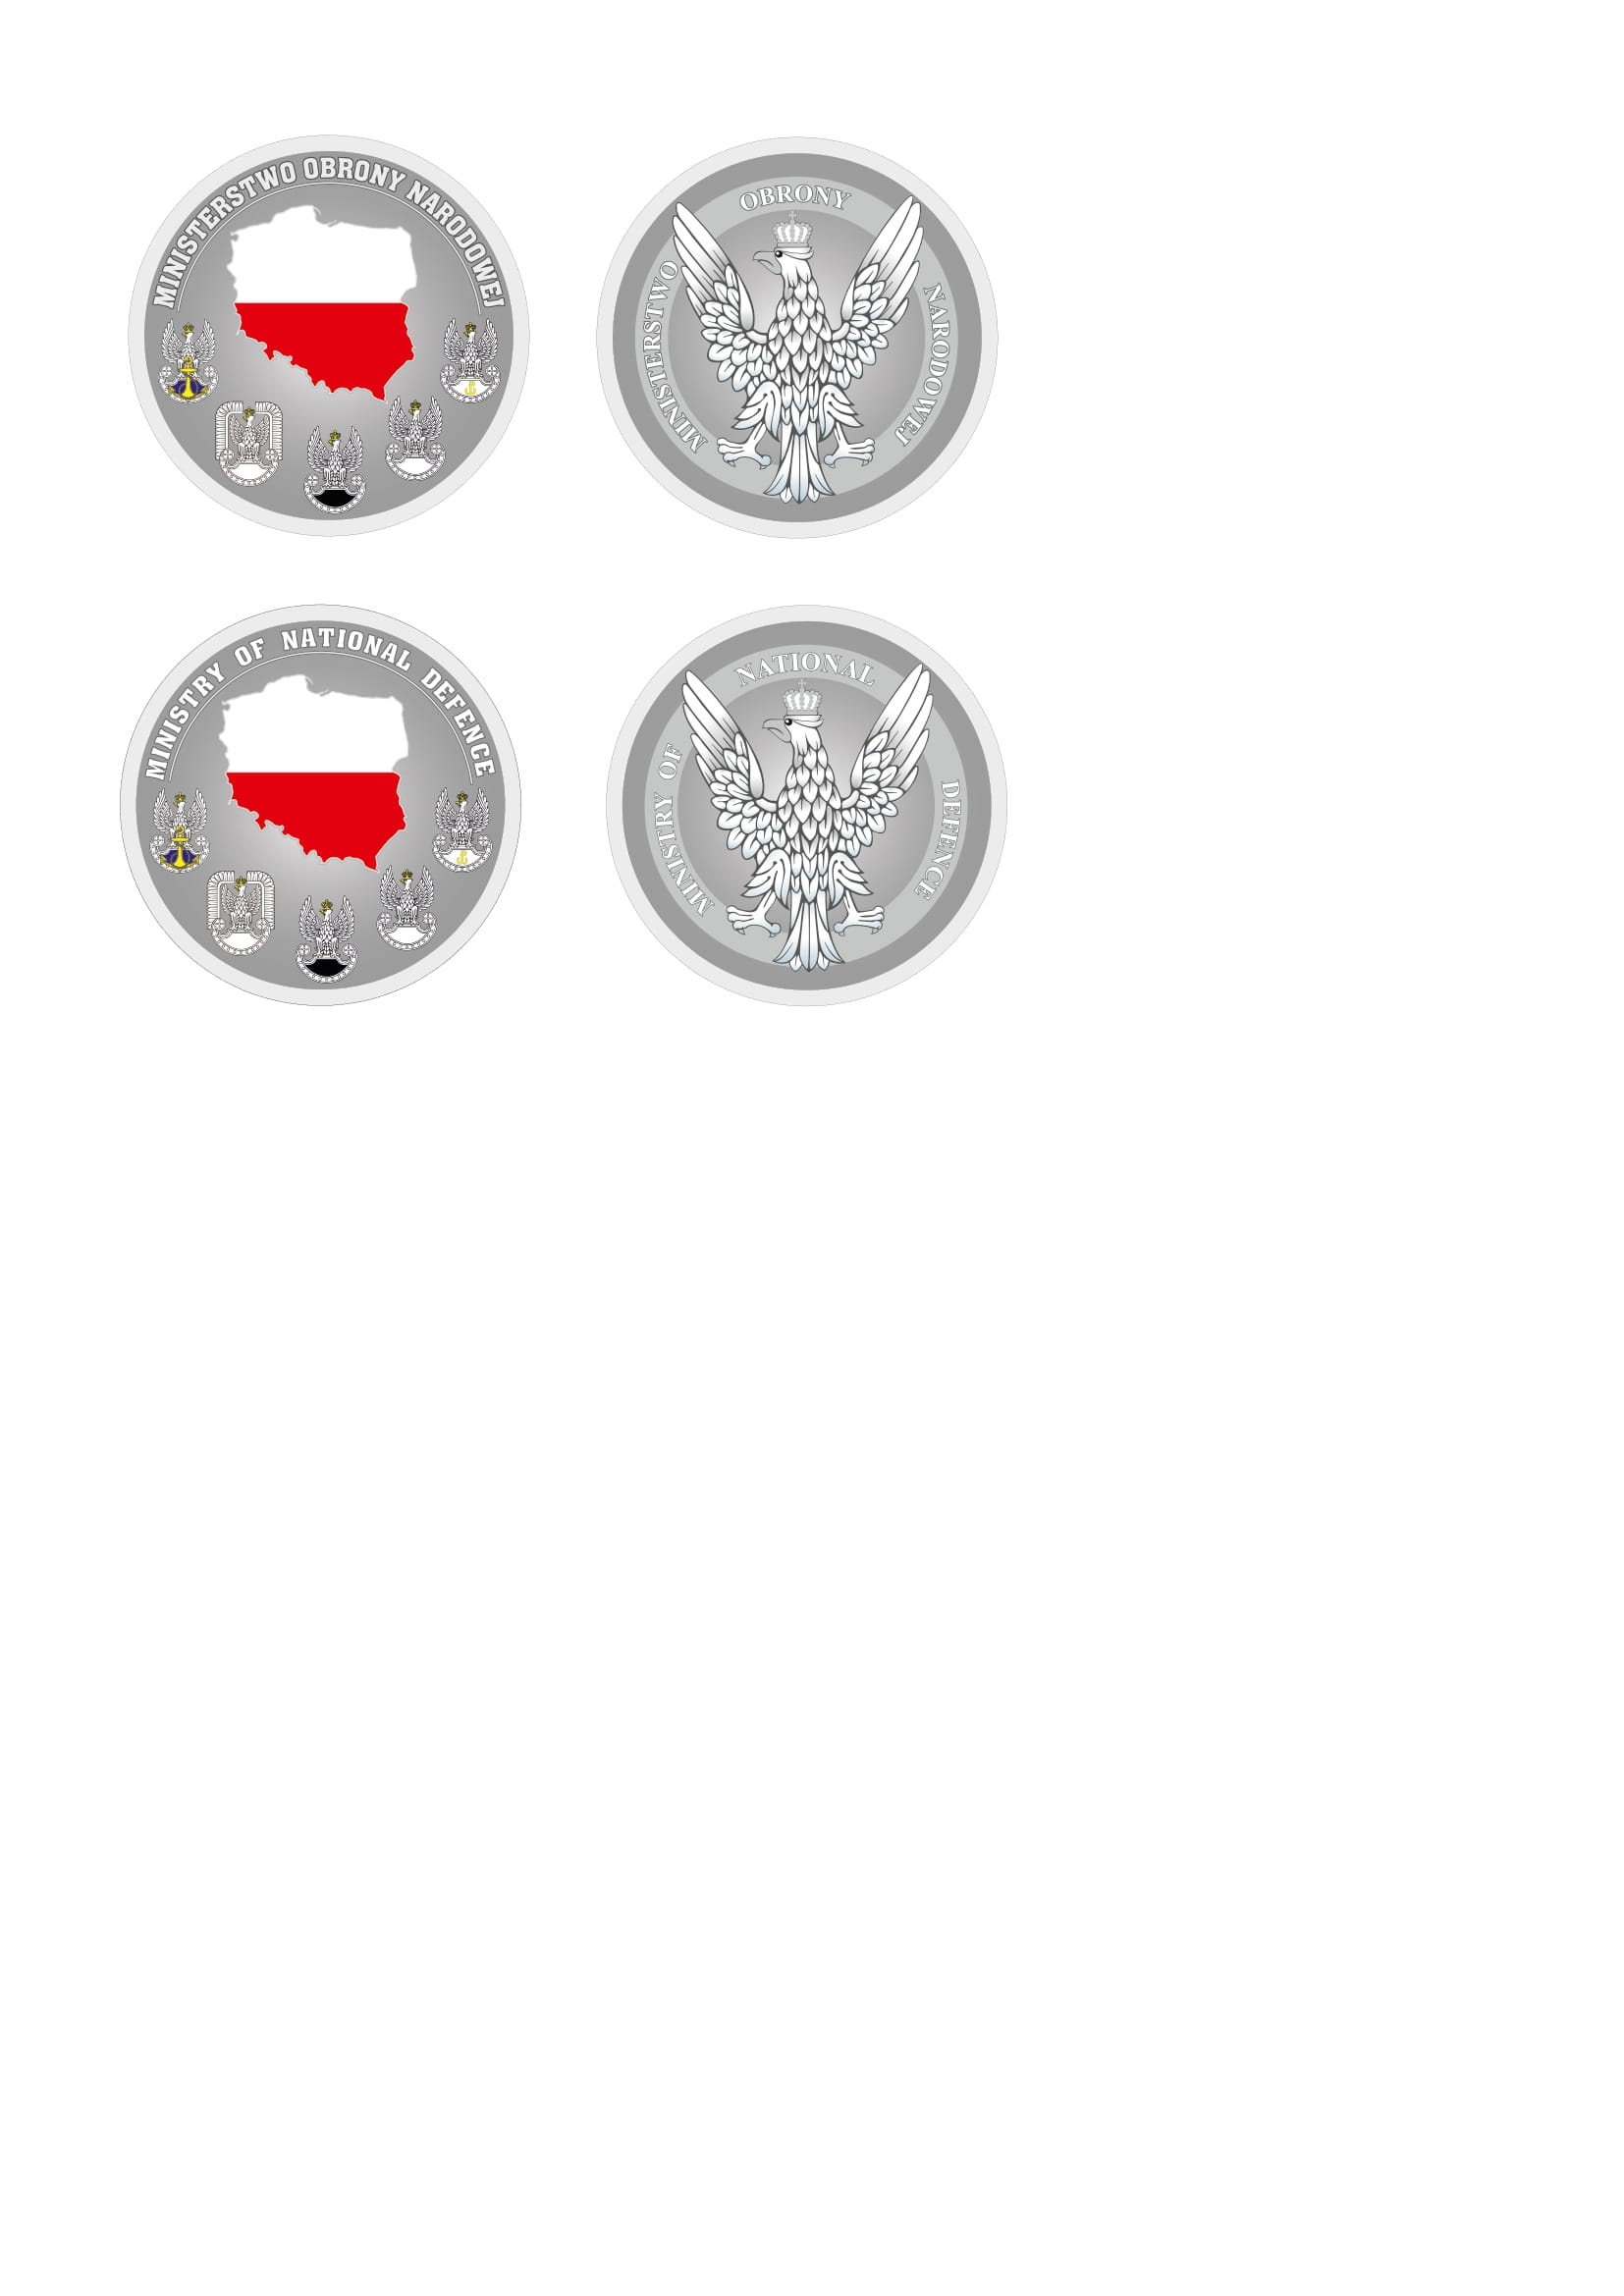 MINISTERSTWO OBRONY NARODOWEJ
MINISTERSTWO OBRONY NARODOWEJ
MINISTRY OF NATIONAL DEFENCE
MINISTRY OF NATIONAL DEFENCE